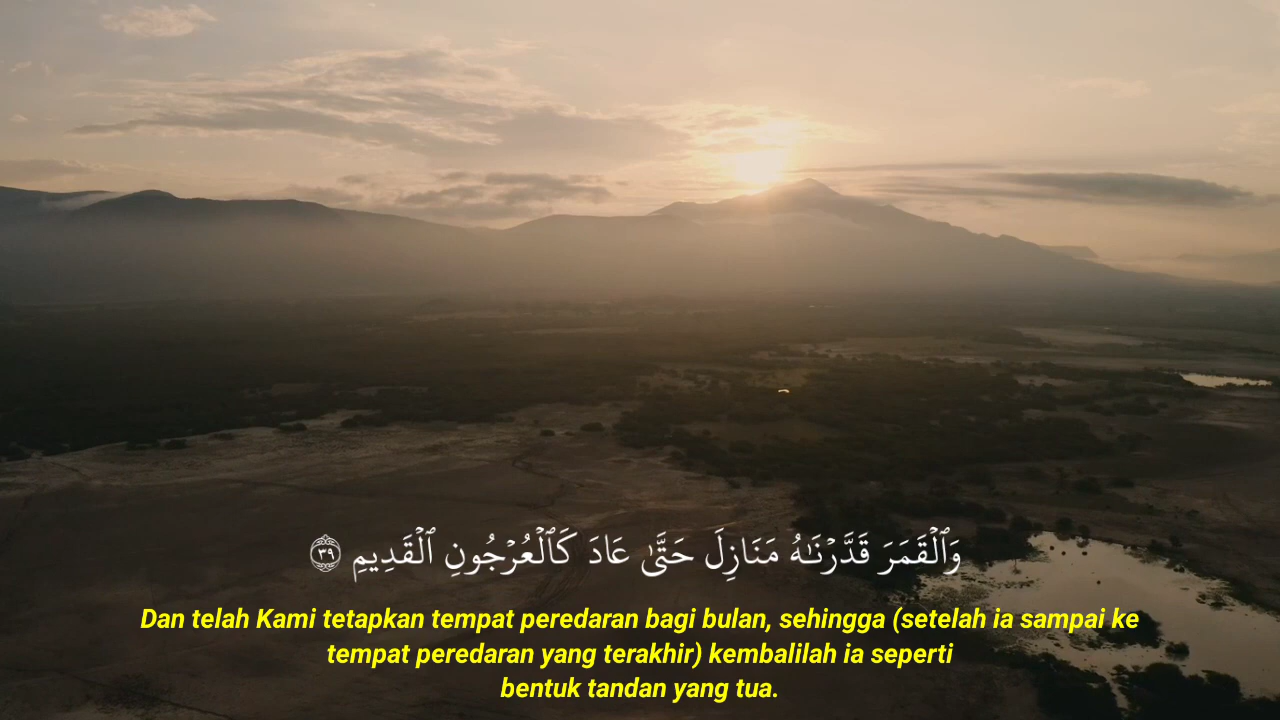 وَٱلْقَمَرَ قَدَّرْنَـٰهُ مَنَازِلَ حَتَّىٰ عَادَ كَٱلْعُرْجُونِ ٱلْقَدِيمِ ٣٩
Dan telah Kami tetapkan tempat peredaran bagi bulan, sehingga (setelah ia sampai ke
tempat peredaran yang terakhir) kembalilah ia seperti
bentuk tandan yang tua.